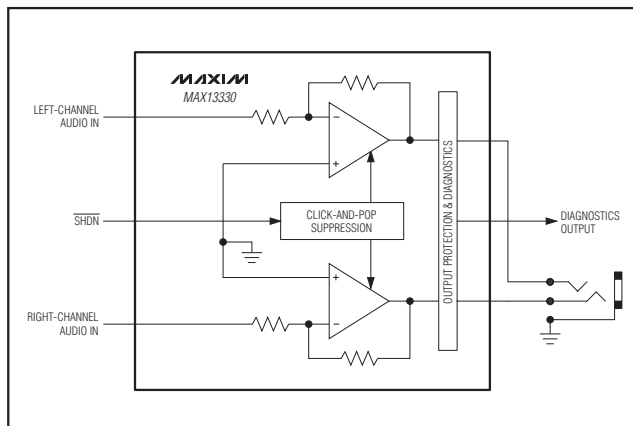 MAXIM
MAX13330
LEFT-CHANNEL
AUDIO IN
−
+
SHDN
CLICK-AND-POP
SUPPRESSION
OUTPUT PROTECTION & DIAGNOSTICS
DIAGNOSTICS
OUTPUT
+
−
RIGHT-CHANNEL
AUDIO IN